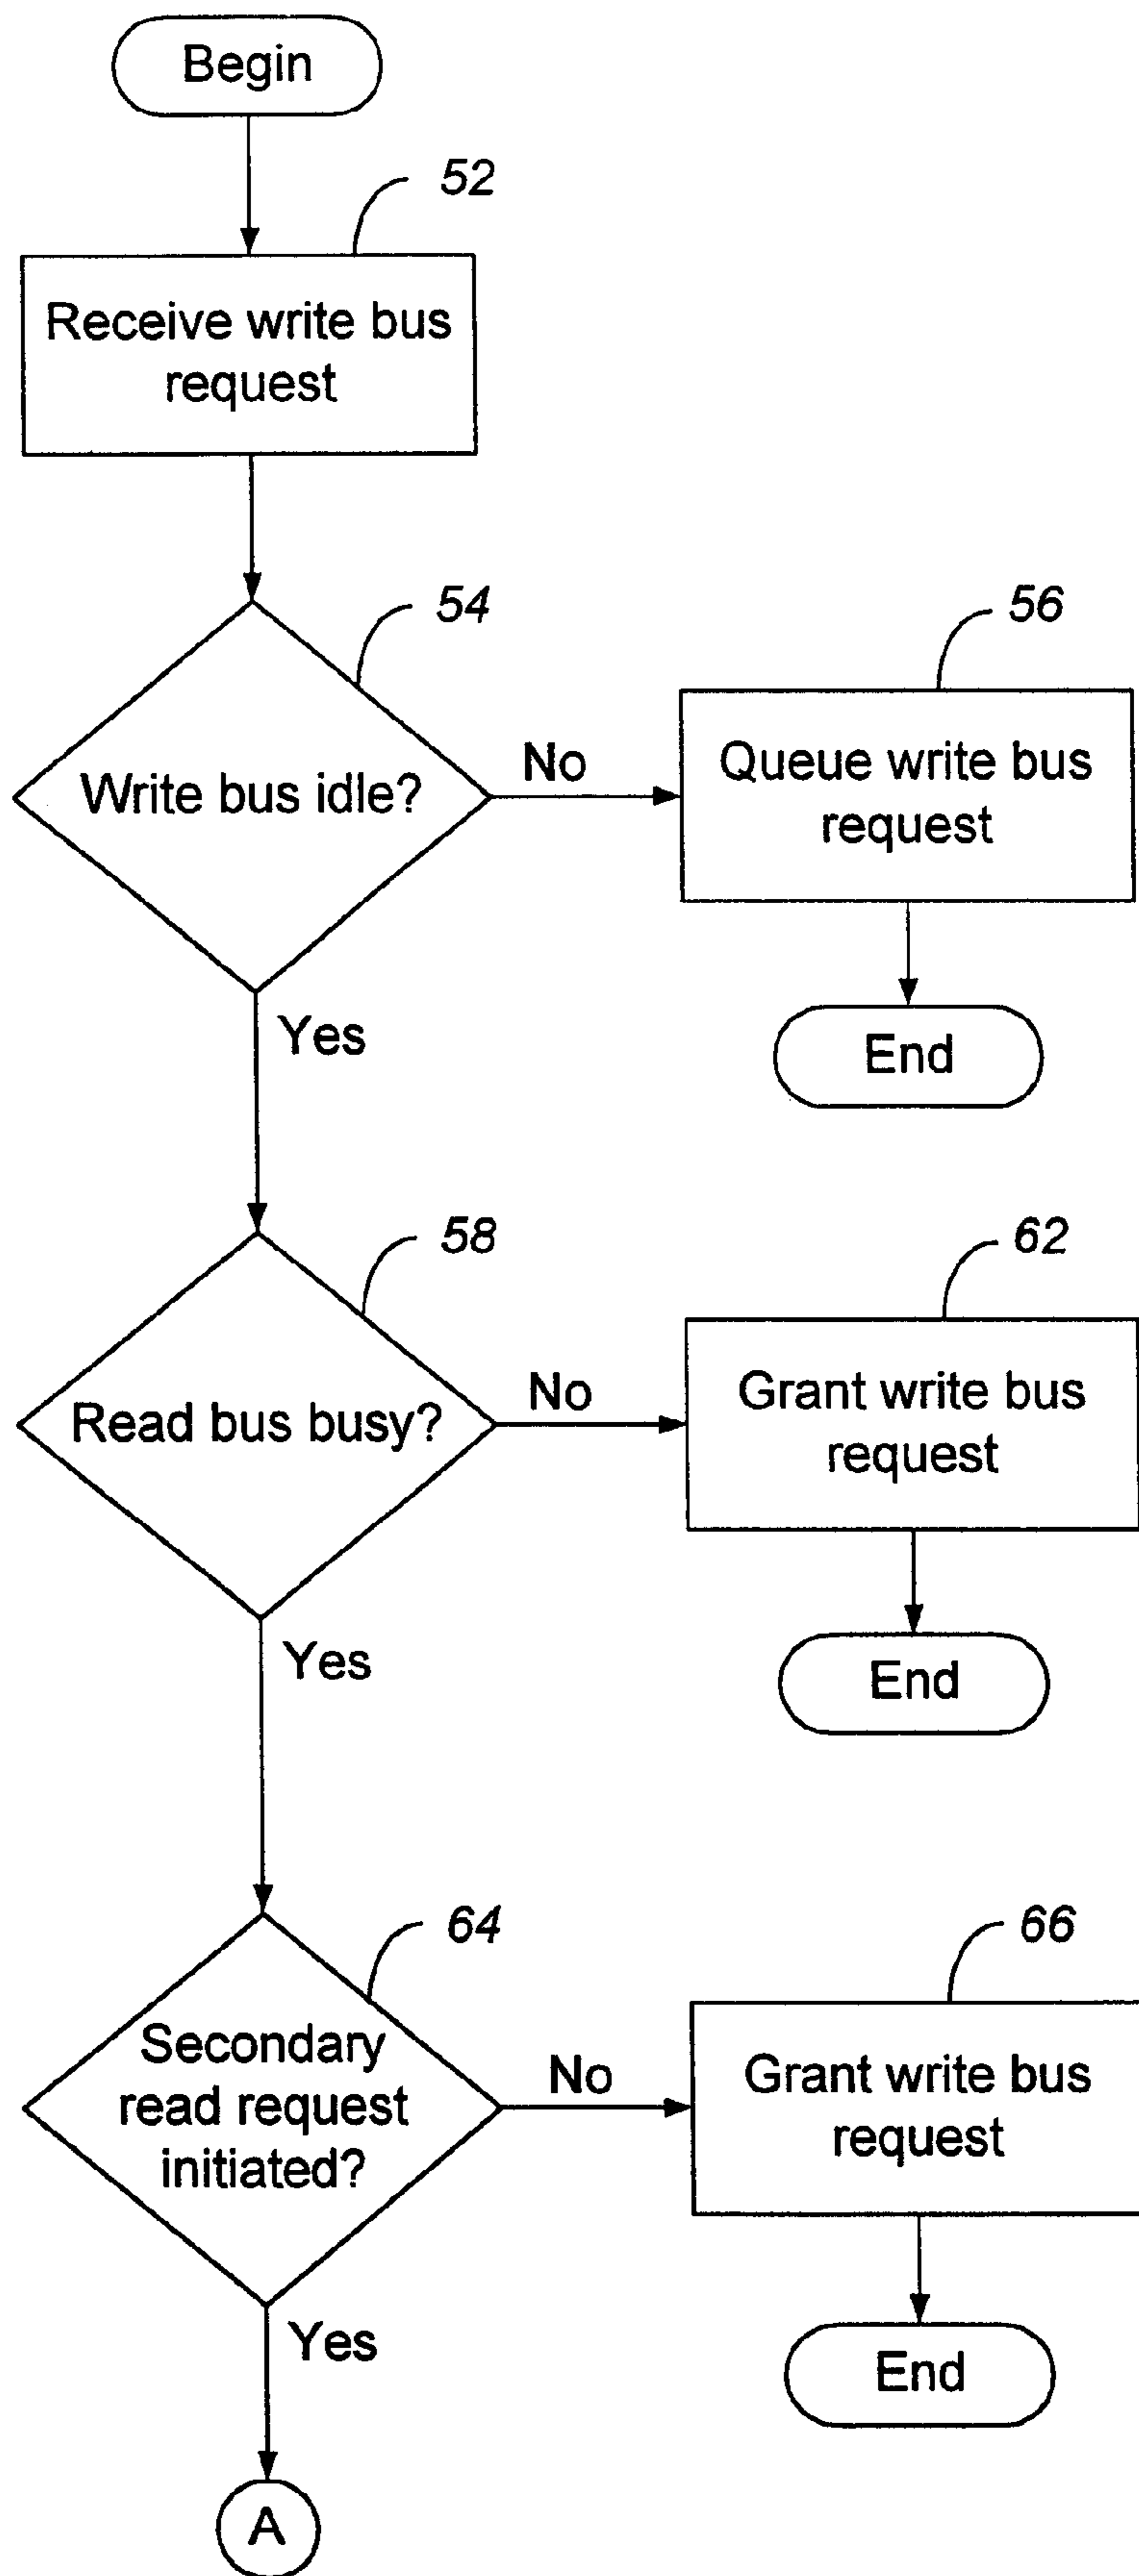 Begin
52
Receive write bus
request
54
Write bus idle?
No
56
Queue write bus
request
End
Yes
58
Read bus busy?
No
62
Grant write bus
request
End
Yes
64
Secondary
read request
initiated?
No
66
Grant write bus
request
End
Yes
A